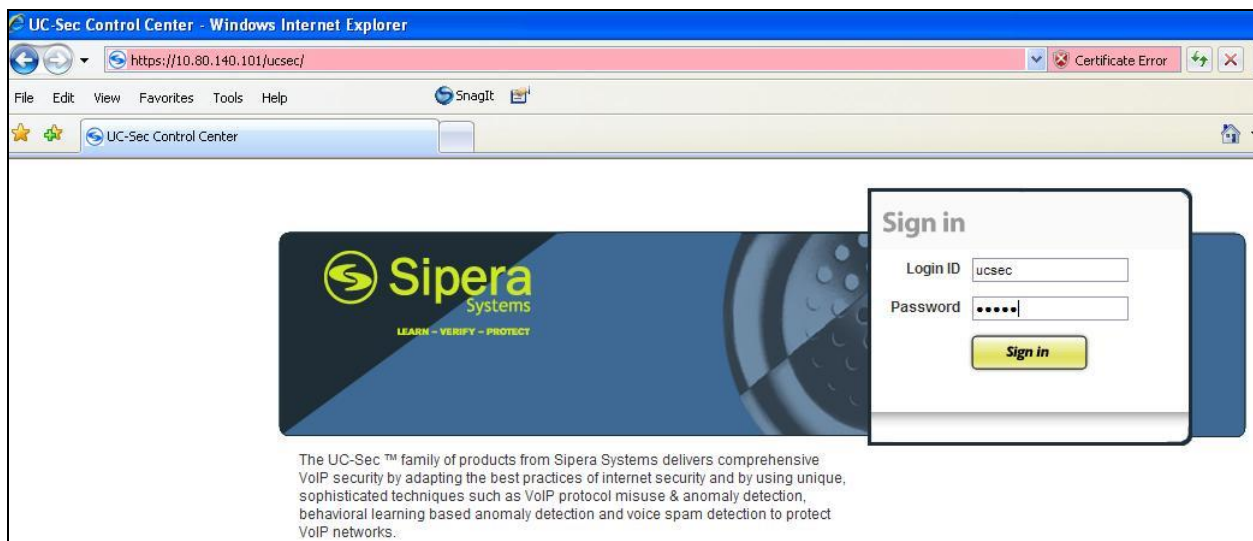 UC-Sec Control Center - Windows Internet Explorer
https://10.80.140.101/ucsec/
Certificate Error
File Edit View Favorites Tools Help
SnagIt
UC-Sec Control Center
Sign in
Login ID ucsec
Password •••••
Sign in
Sipera
Systems
LEARN – VERIFY – PROTECT
The UC-Sec ™ family of products from Sipera Systems delivers comprehensive
VoIP security by adapting the best practices of internet security and by using unique,
sophisticated techniques such as VoIP protocol misuse & anomaly detection,
behavioral learning based anomaly detection and voice spam detection to protect
VoIP networks.